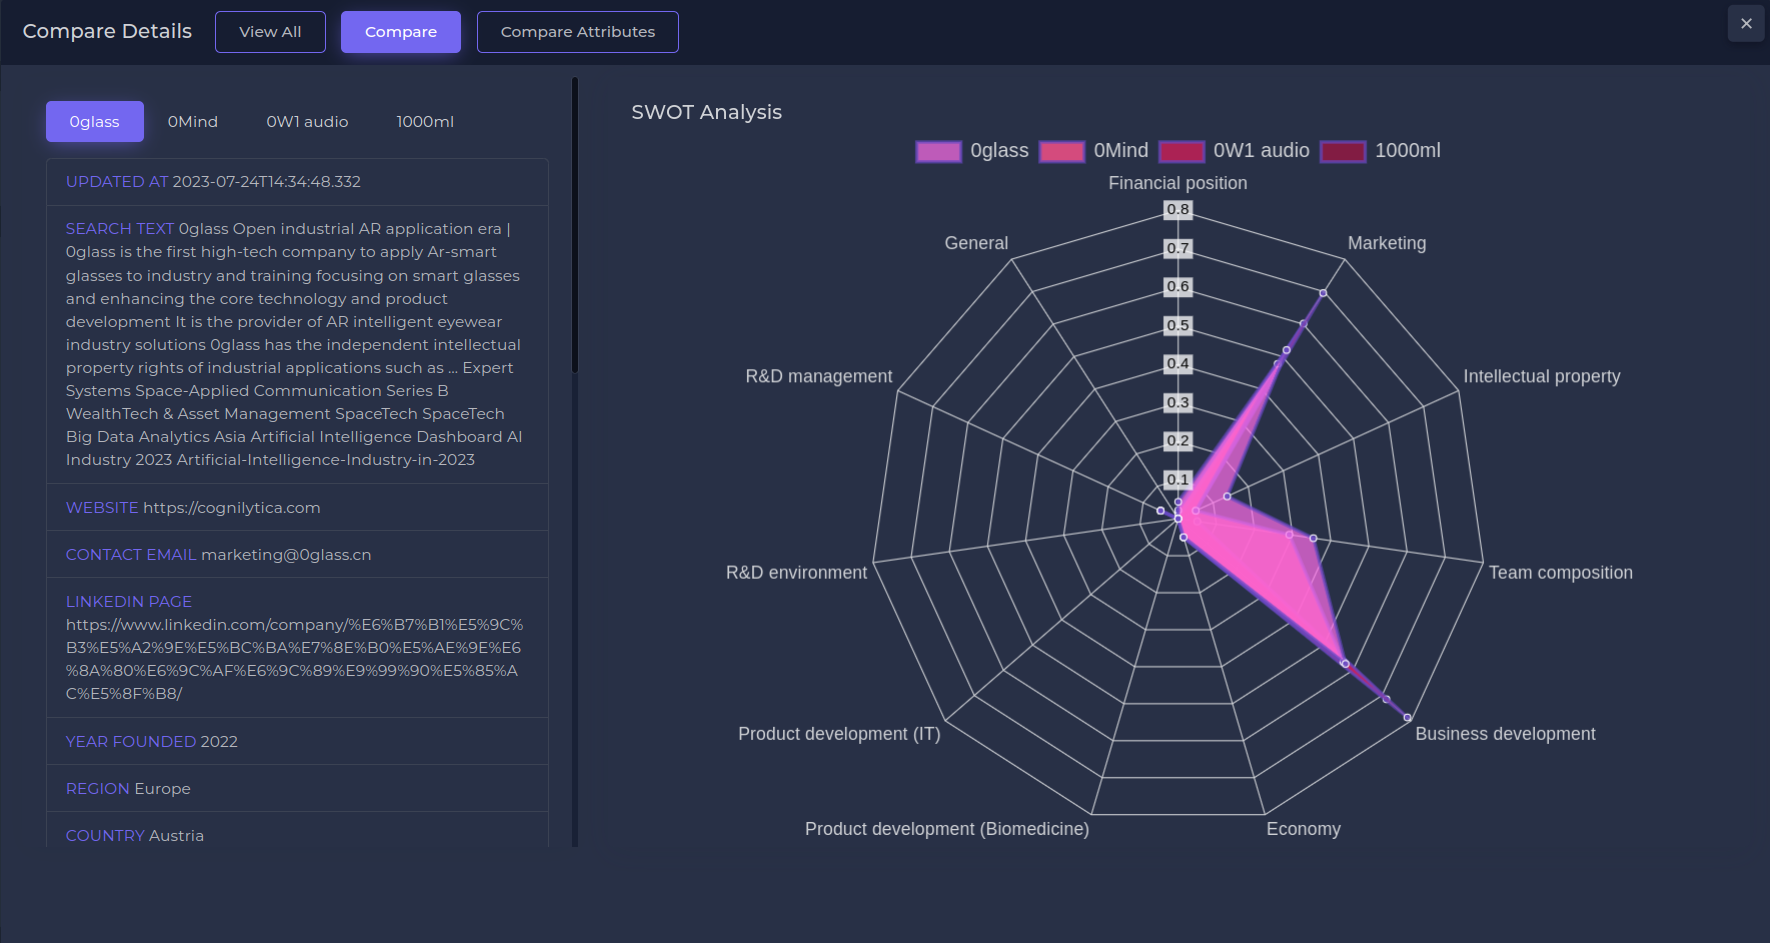 Compare Details
View All
Compare
Compare Attributes
×
0glass
0Mind
0W1 audio
1000ml
UPDATED AT 2023-07-24T14:34:48.332
SEARCH TEXT 0glass Open industrial AR application era |
0glass is the first high-tech company to apply Ar-smart
glasses to industry and training focusing on smart glasses
and enhancing the core technology and product
development It is the provider of AR intelligent eyewear
industry solutions 0glass has the independent intellectual
property rights of industrial applications such as ... Expert
Systems Space-Applied Communication Series B
WealthTech & Asset Management SpaceTech SpaceTech
Big Data Analytics Asia Artificial Intelligence Dashboard AI
Industry 2023 Artificial-Intelligence-Industry-in-2023
WEBSITE https://cognilytica.com
CONTACT EMAIL marketing@0glass.cn
LINKEDIN PAGE
https://www.linkedin.com/company/%E6%B7%B1%E5%9C%
B3%E5%A2%9E%E5%BC%BA%E7%8E%B0%E5%AE%9E%E6
%8A%80%E6%9C%AF%E6%9C%89%E9%99%90%E5%85%A
C%E5%8F%B8/
YEAR FOUNDED 2022
REGION Europe
COUNTRY Austria
SWOT Analysis
0glass
0Mind
0W1 audio
1000ml
Financial position
Marketing
Intellectual property
Team composition
Business development
Economy
Product development (Biomedicine)
Product development (IT)
R&D environment
R&D management
General
0.8
0.7
0.6
0.5
0.4
0.3
0.2
0.1